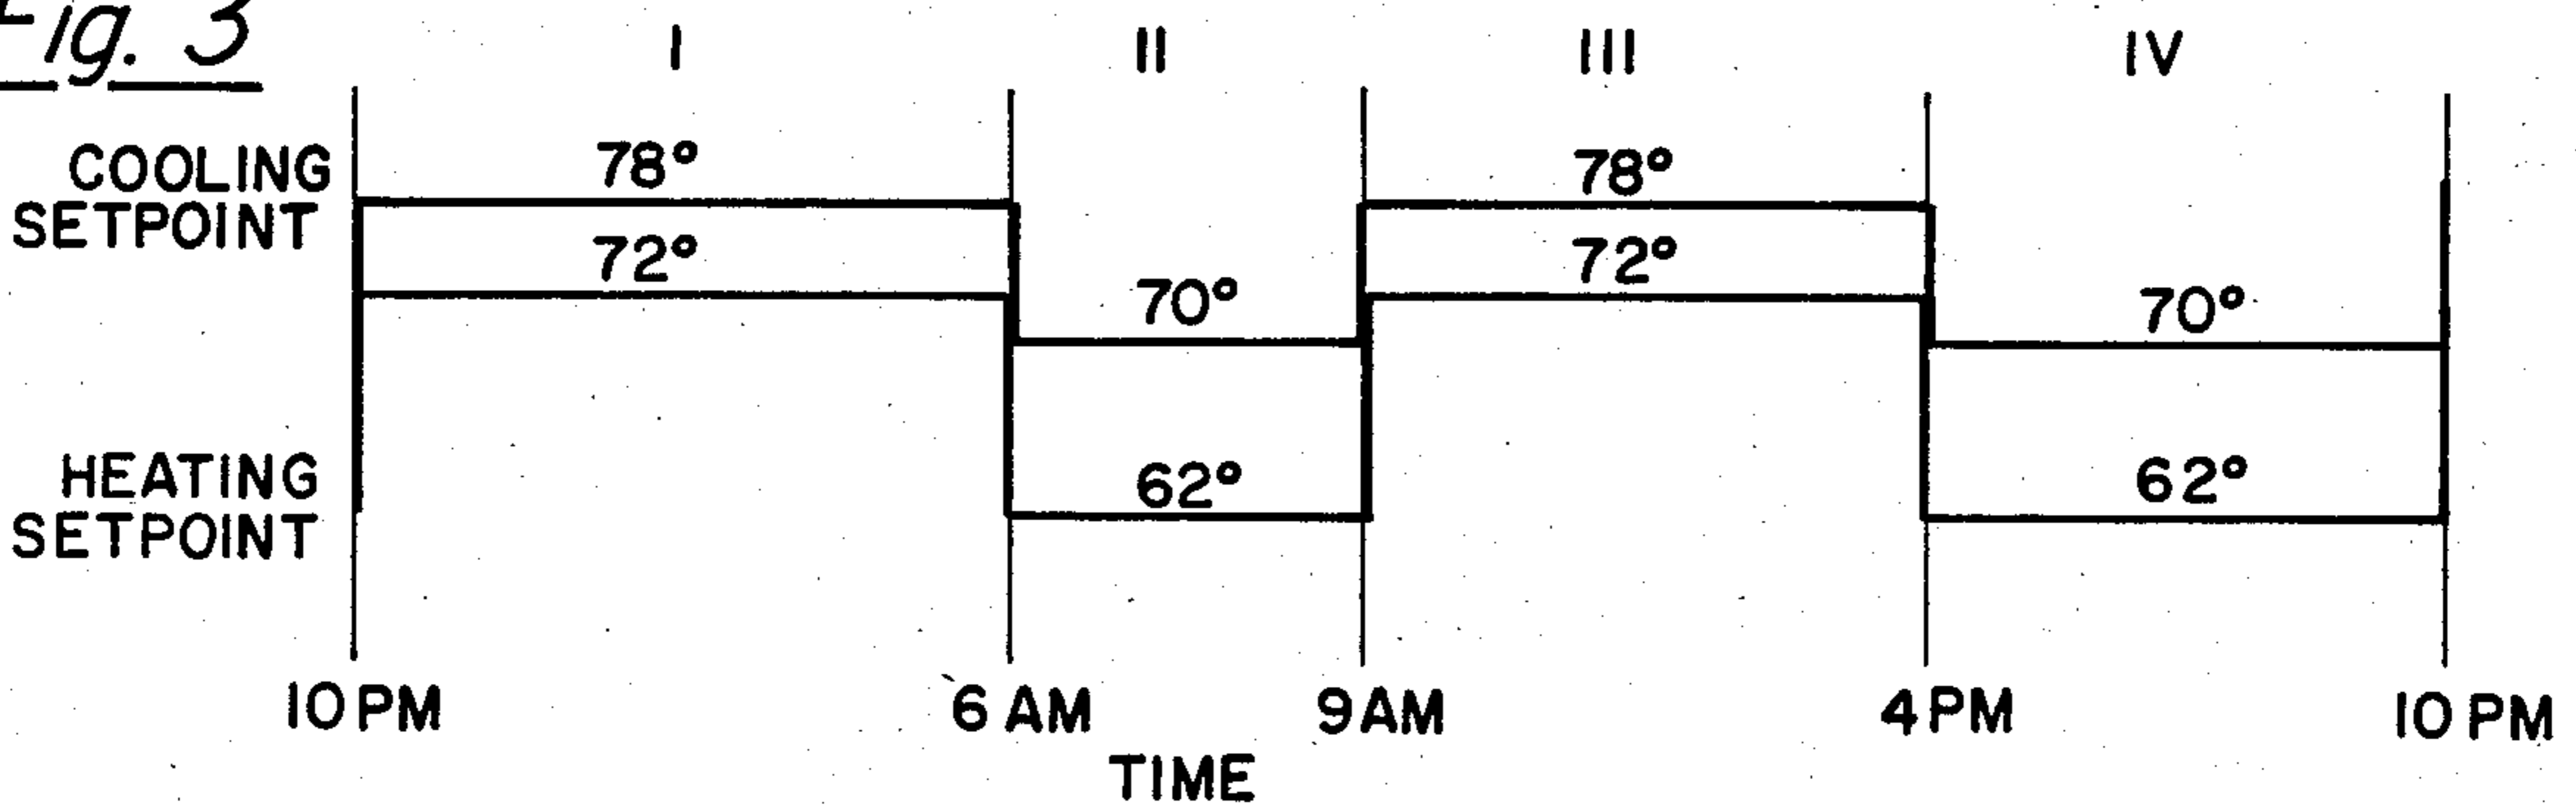 Fig. 3
I II III IV
COOLING
SETPOINT
78° 78°
72° 72°
70° 70°
HEATING
SETPOINT
62° 62°
10 PM 6 AM 9 AM 4 PM 10 PM
TIME